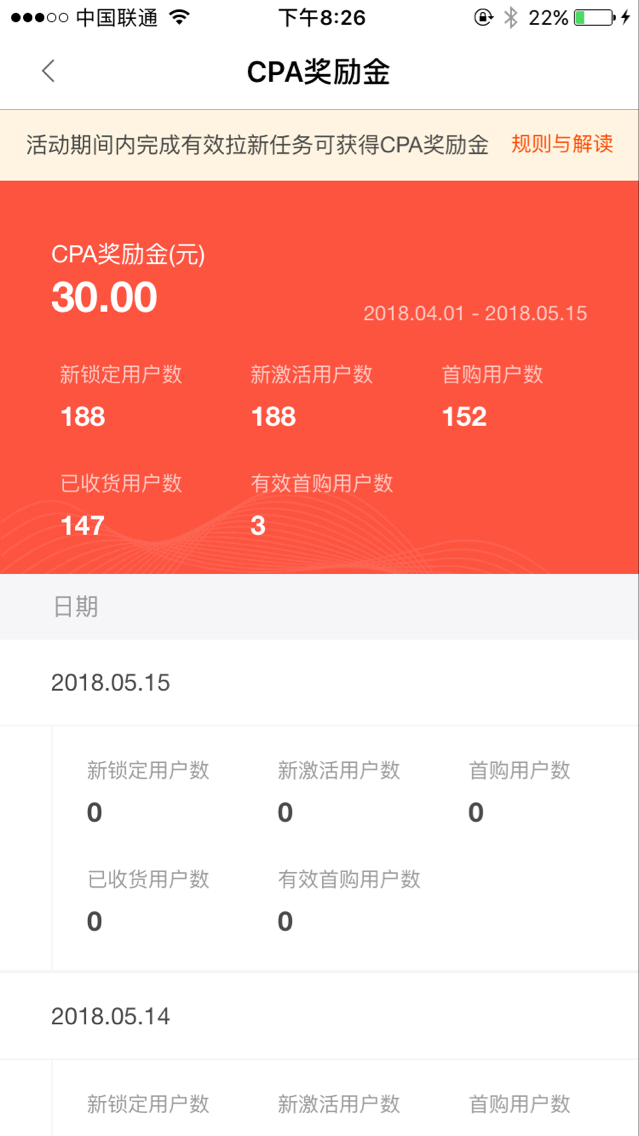 中国联通 下午8:26 22%
CPA奖励金
活动期间内完成有效拉新任务可获得CPA奖励金 规则与解读
CPA奖励金(元)
30.00
2018.04.01 - 2018.05.15
新锁定用户数 新激活用户数 首购用户数
188 188 152
已收货用户数 有效首购用户数
147 3
日期
2018.05.15
新锁定用户数 新激活用户数 首购用户数
0 0 0
已收货用户数 有效首购用户数
0 0
2018.05.14
新锁定用户数 新激活用户数 首购用户数